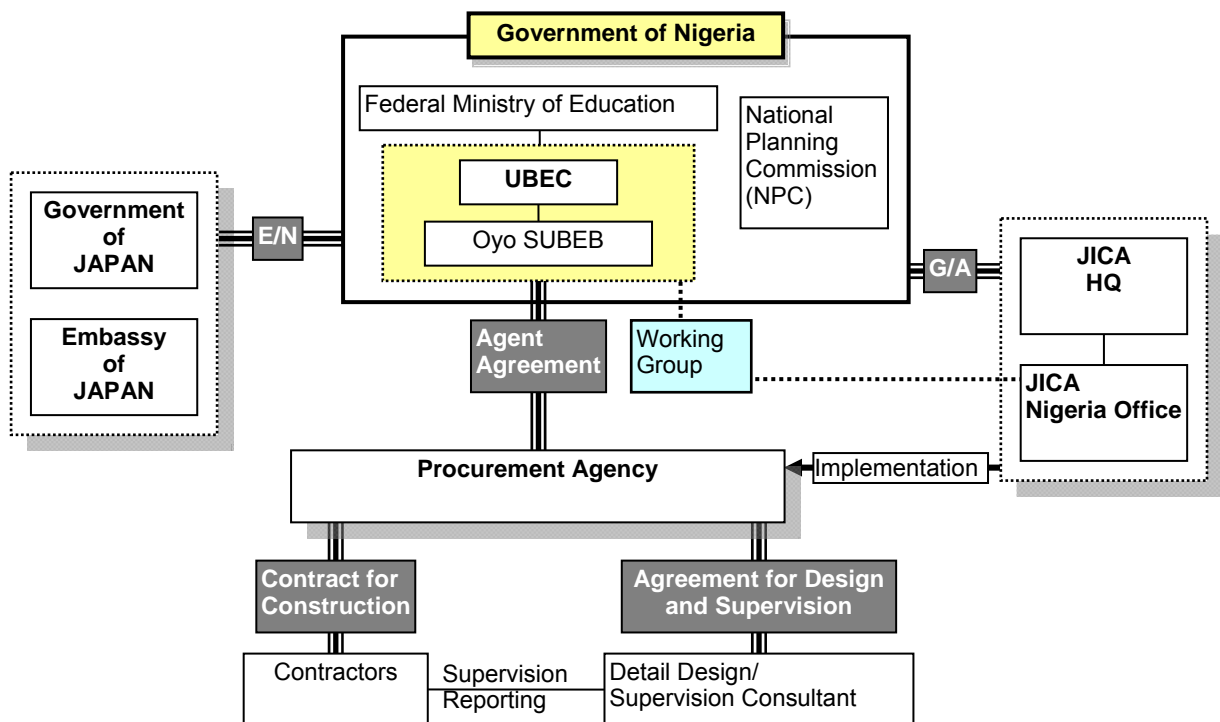 Government of Nigeria
Federal Ministry of Education
National
Planning
Commission
(NPC)
UBEC
Oyo SUBEB
Government
of
JAPAN
Embassy
of
JAPAN
E/N
G/A
JICA
HQ
JICA
Nigeria Office
Agent
Agreement
Working
Group
Procurement Agency
Implementation
Contract for
Construction
Agreement for Design
and Supervision
Contractors
Supervision
Reporting
Detail Design/
Supervision Consultant